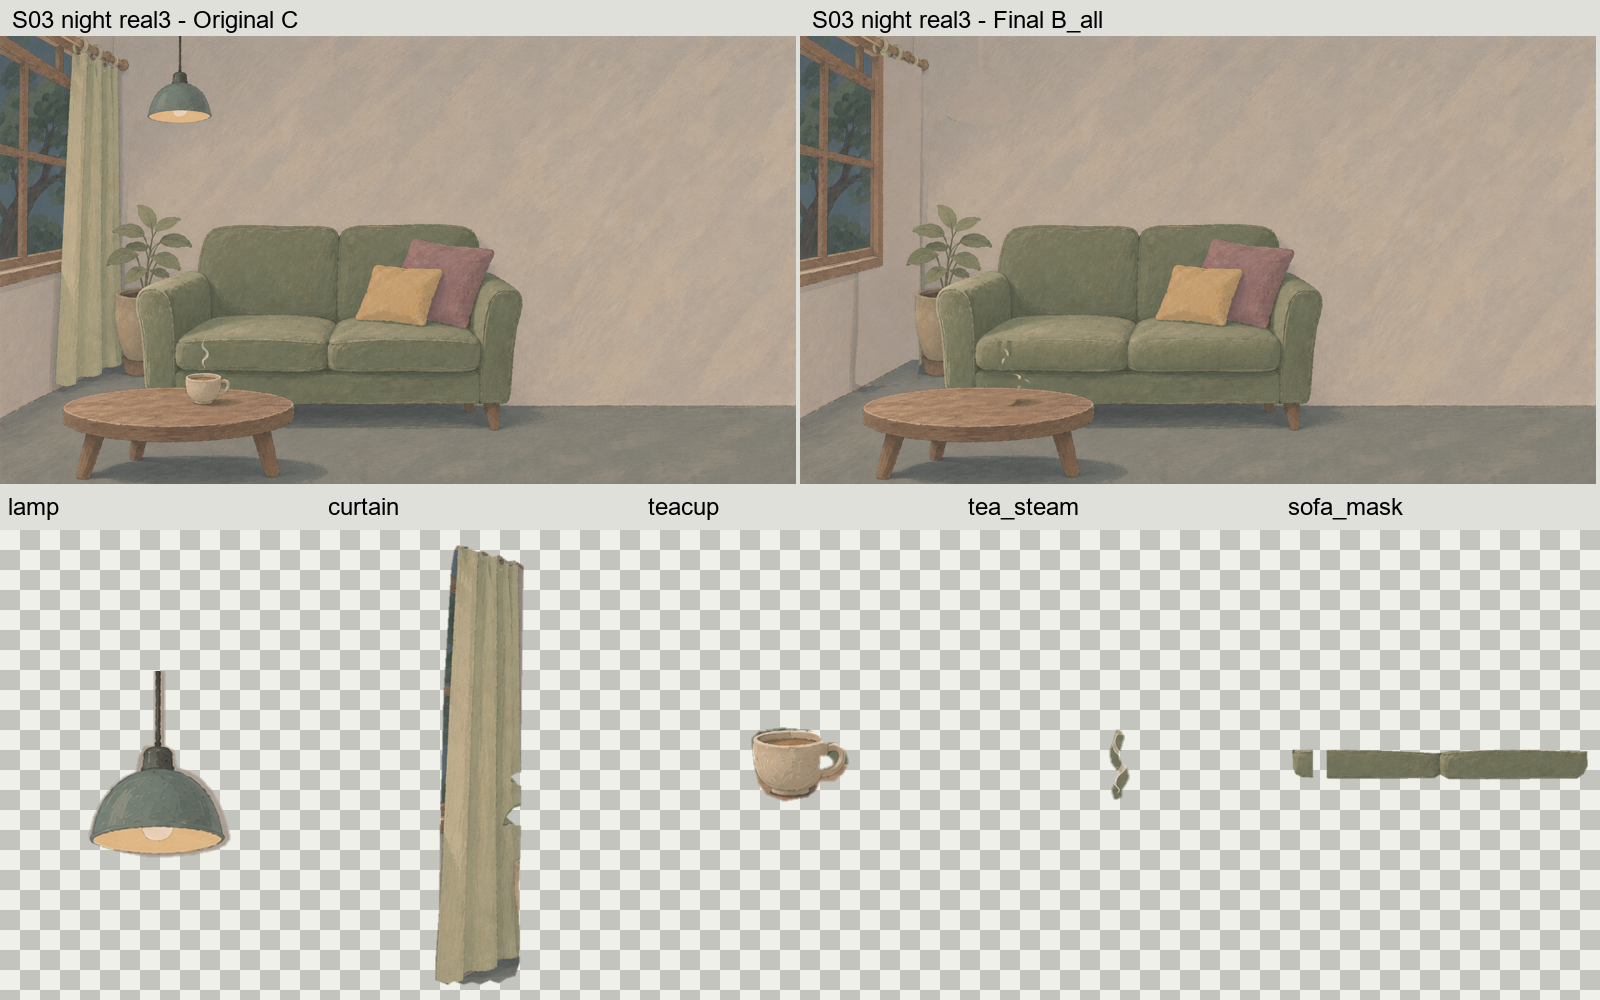 S03 night real3 - Original C
S03 night real3 - Final B_all
lamp
curtain
teacup
tea_steam
sofa_mask